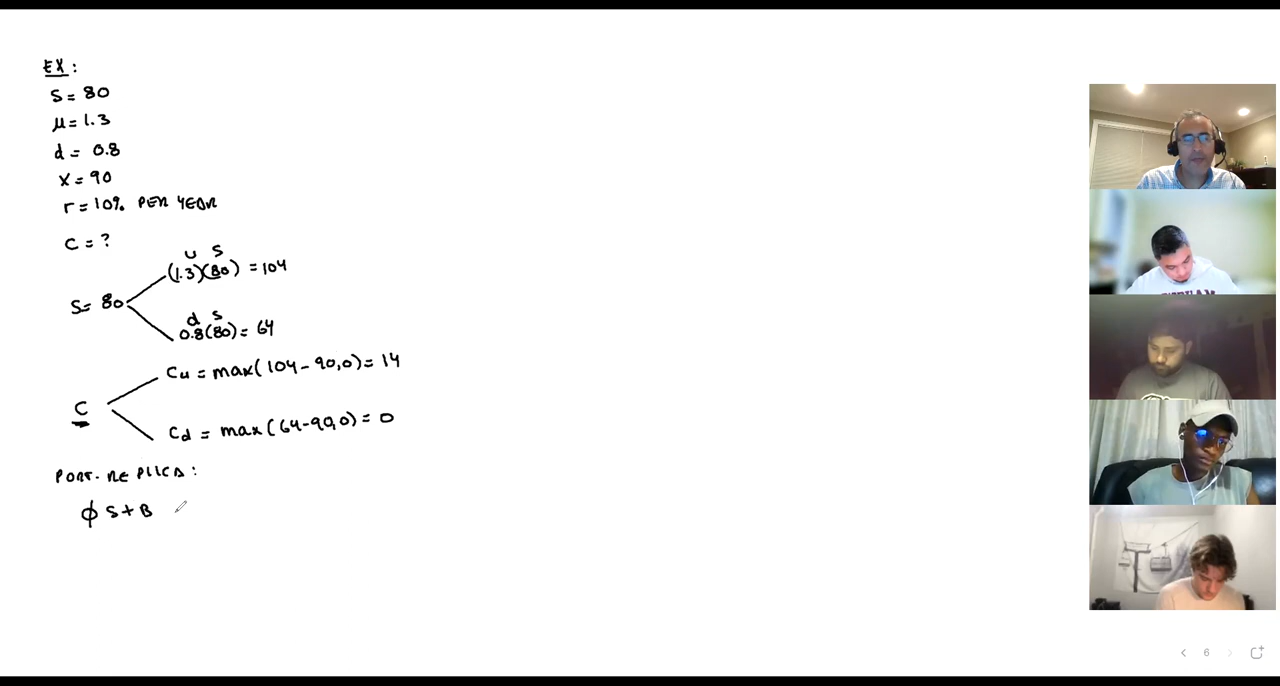 EX:
S = 80
μ = 1.3
d = 0.8
X = 90
r = 10% PER YEAR
C = ?
U S
(1.3)(80) = 104
S = 80
d S
0.8(80) = 64
Cu = max(104 - 90,0) = 14
C
Cd = max(64-90,0) = 0
PORT. REPLICA:
ϕ S + B
6